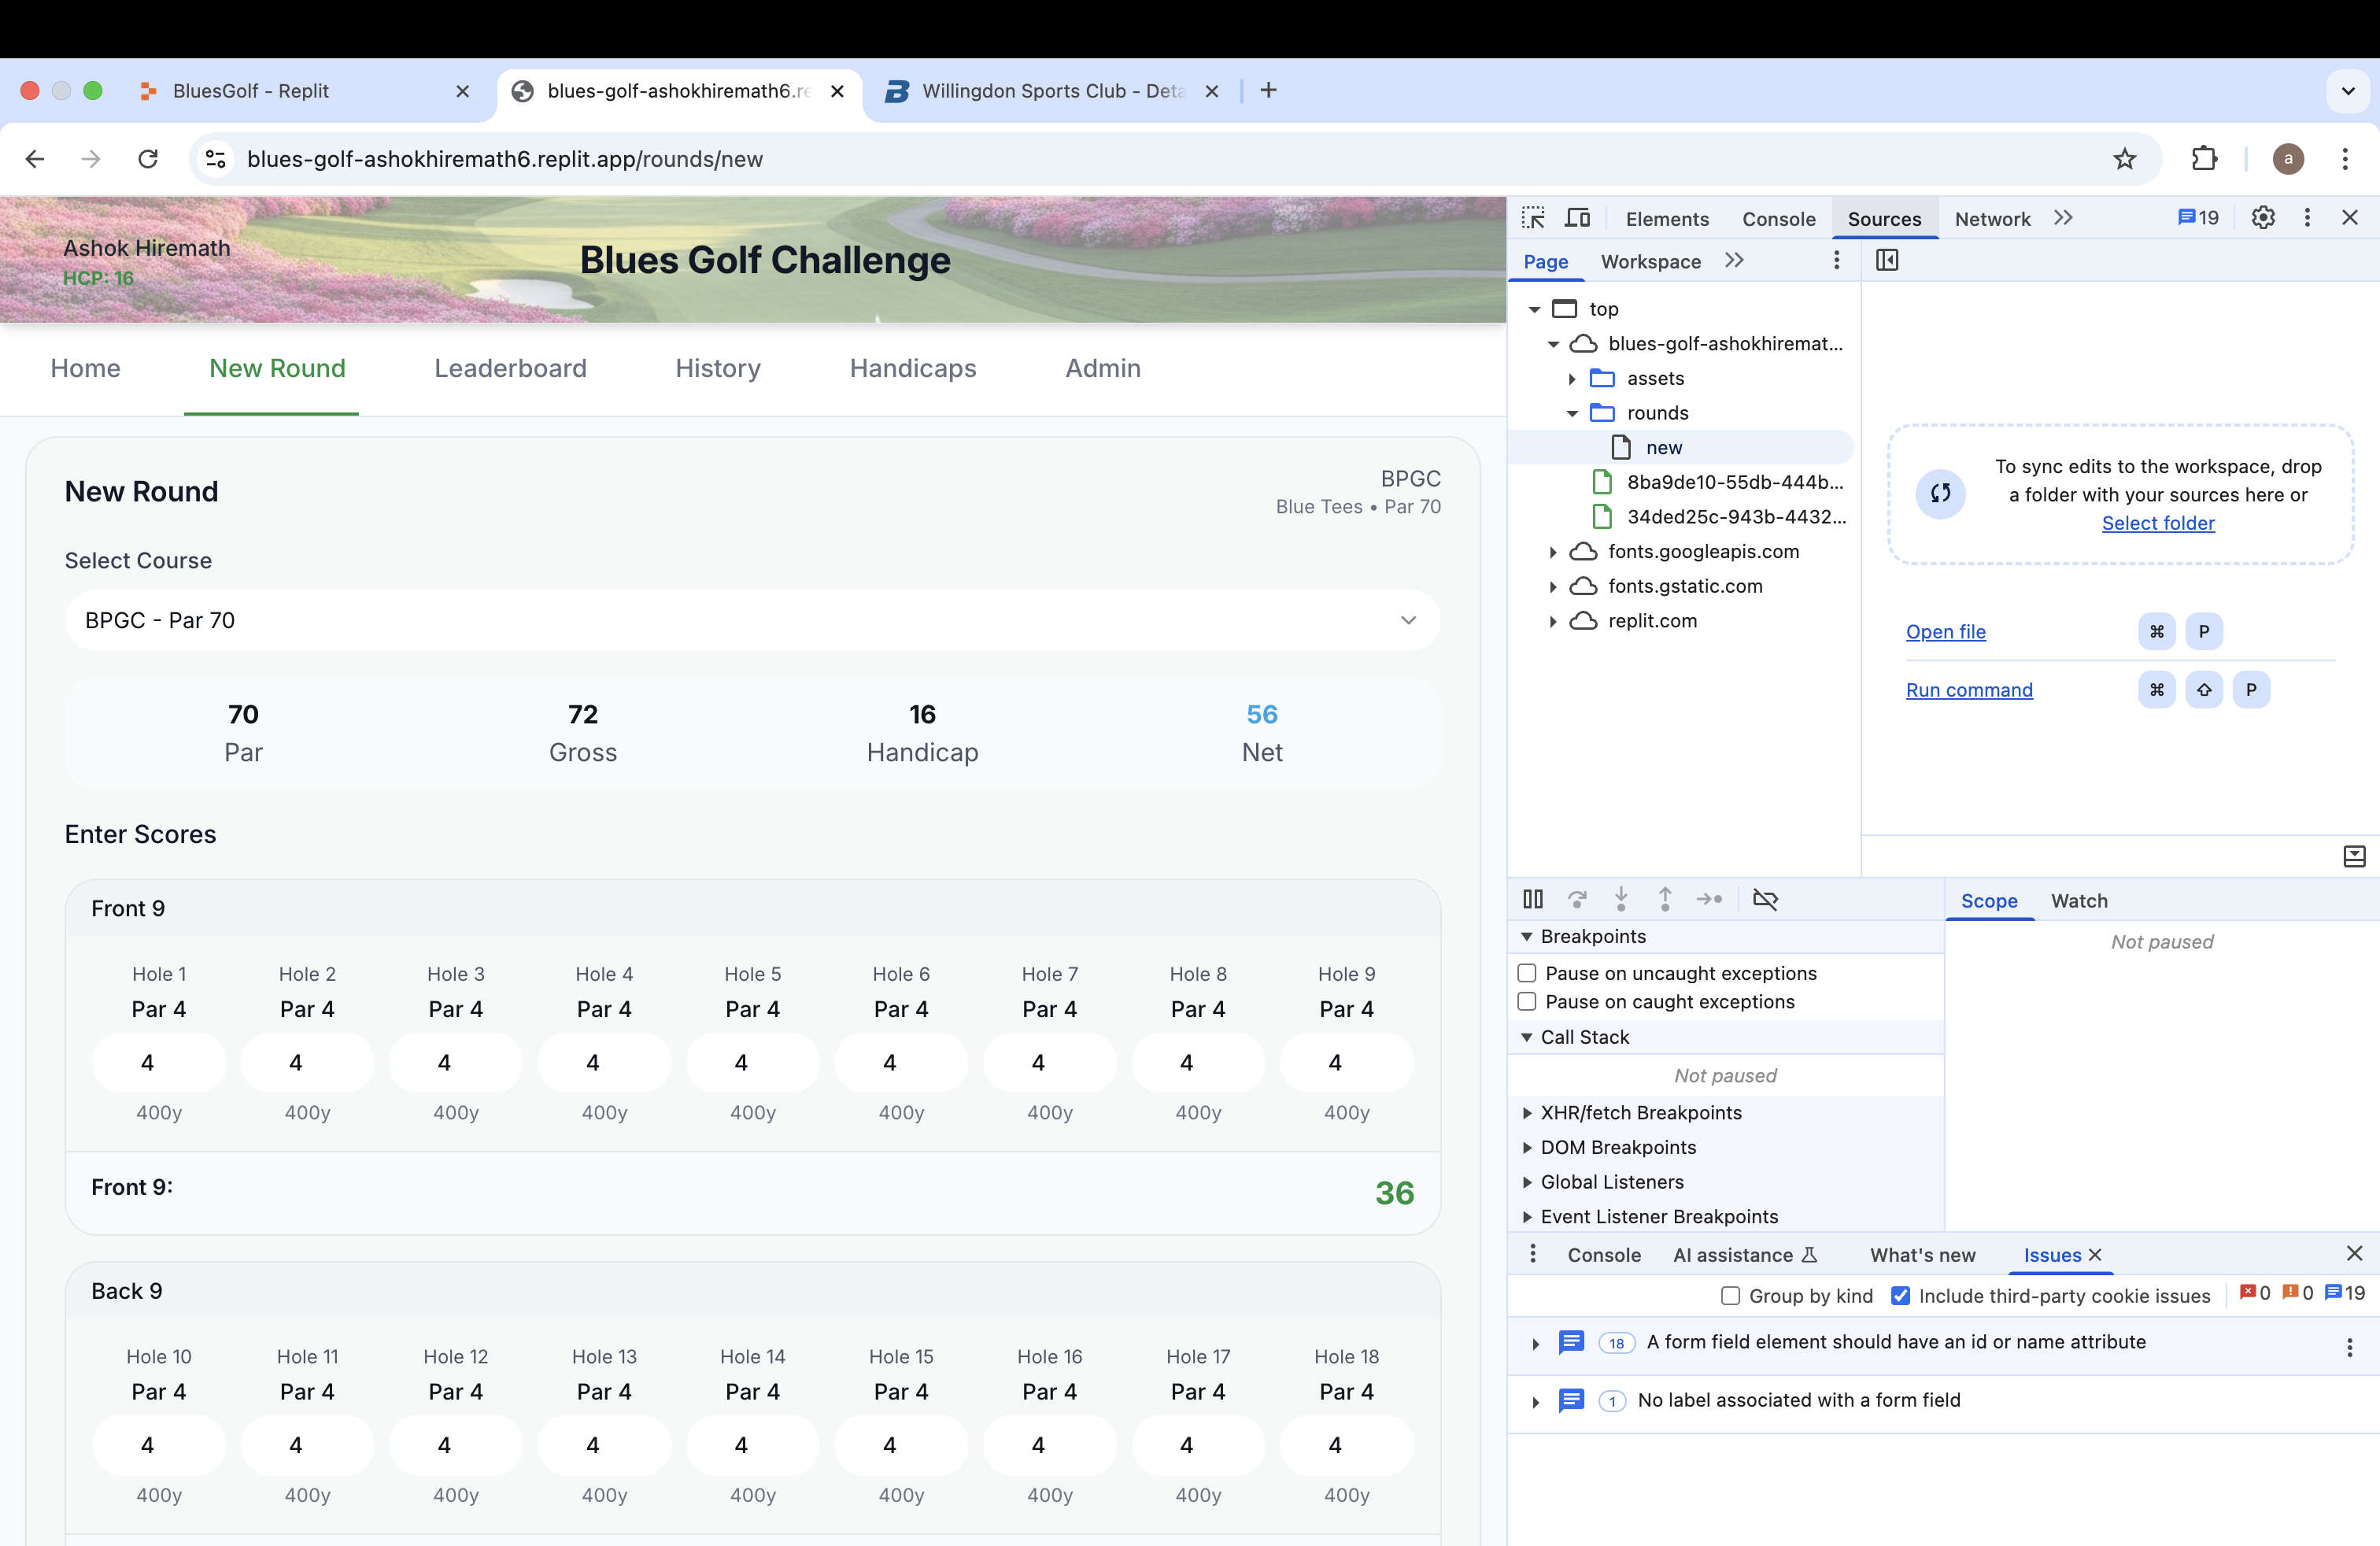 BluesGolf - Replit
blues-golf-ashokhiremath6.re
Willingdon Sports Club - Deta
blues-golf-ashokhiremath6.replit.app/rounds/new
a
Ashok Hiremath
HCP: 16
Blues Golf Challenge
Home
New Round
Leaderboard
History
Handicaps
Admin
New Round
BPGC
Blue Tees • Par 70
Select Course
BPGC - Par 70
70
72
16
56
Par
Gross
Handicap
Net
Enter Scores
Front 9
Hole 1 Hole 2 Hole 3 Hole 4 Hole 5 Hole 6 Hole 7 Hole 8 Hole 9
Par 4 Par 4 Par 4 Par 4 Par 4 Par 4 Par 4 Par 4 Par 4
4 4 4 4 4 4 4 4 4
400y 400y 400y 400y 400y 400y 400y 400y 400y
Front 9: 36
Back 9
Hole 10 Hole 11 Hole 12 Hole 13 Hole 14 Hole 15 Hole 16 Hole 17 Hole 18
Par 4 Par 4 Par 4 Par 4 Par 4 Par 4 Par 4 Par 4 Par 4
4 4 4 4 4 4 4 4 4
400y 400y 400y 400y 400y 400y 400y 400y 400y
Elements Console Sources Network 19
Page Workspace
top
blues-golf-ashokhiremat...
assets
rounds
new
8ba9de10-55db-444b...
34ded25c-943b-4432...
fonts.googleapis.com
fonts.gstatic.com
replit.com
To sync edits to the workspace, drop
a folder with your sources here or
Select folder
Open file ⌘ P
Run command ⌘ ⇧ P
Breakpoints
Pause on uncaught exceptions
Pause on caught exceptions
Call Stack
Not paused
XHR/fetch Breakpoints
DOM Breakpoints
Global Listeners
Event Listener Breakpoints
Scope Watch
Not paused
Console AI assistance What's new Issues
Group by kind Include third-party cookie issues 0 0 19
18 A form field element should have an id or name attribute
1 No label associated with a form field